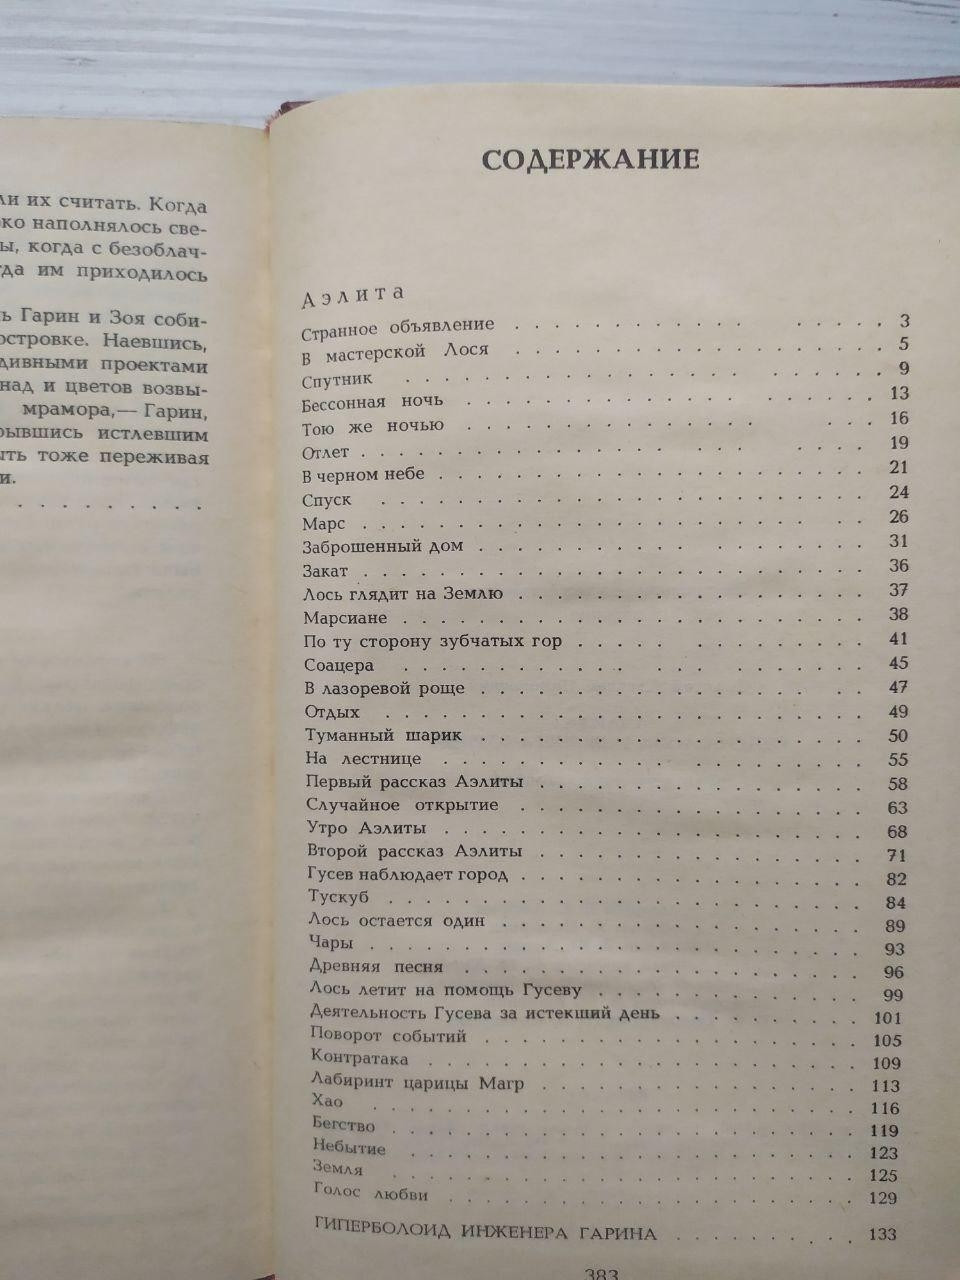 ли их считать. Когда
ко наполнялось све-
ы, когда с безоблач-
да им приходилось
ь Гарин и Зоя соби-
островке. Наевшись,
дивными проектами
над и цветов возвы-
мрамора,— Гарин,
рывшись истлевшим
ть тоже переживая
и.
. . . . . . . . . .
СОДЕРЖАНИЕ
Аэлита
Странное объявление . . . . . . . . . . . . . . 3
В мастерской Лося . . . . . . . . . . . . . . 5
Спутник . . . . . . . . . . . . . . 9
Бессонная ночь . . . . . . . . . . . . . . 13
Тою же ночью . . . . . . . . . . . . . . 16
Отлет . . . . . . . . . . . . . . 19
В черном небе . . . . . . . . . . . . . . 21
Спуск . . . . . . . . . . . . . . 24
Марс . . . . . . . . . . . . . . 26
Заброшенный дом . . . . . . . . . . . . . . 31
Закат . . . . . . . . . . . . . . 36
Лось глядит на Землю . . . . . . . . . . . . . . 37
Марсиане . . . . . . . . . . . . . . 38
По ту сторону зубчатых гор . . . . . . . . . . . . . . 41
Соацера . . . . . . . . . . . . . . 45
В лазоревой роще . . . . . . . . . . . . . . 47
Отдых . . . . . . . . . . . . . . 49
Туманный шарик . . . . . . . . . . . . . . 50
На лестнице . . . . . . . . . . . . . . 55
Первый рассказ Аэлиты . . . . . . . . . . . . . . 58
Случайное открытие . . . . . . . . . . . . . . 63
Утро Аэлиты . . . . . . . . . . . . . . 68
Второй рассказ Аэлиты . . . . . . . . . . . . . . 71
Гусев наблюдает город . . . . . . . . . . . . . . 82
Тускуб . . . . . . . . . . . . . . 84
Лось остается один . . . . . . . . . . . . . . 89
Чары . . . . . . . . . . . . . . 93
Древняя песня . . . . . . . . . . . . . . 96
Лось летит на помощь Гусеву . . . . . . . . . . . . . . 99
Деятельность Гусева за истекший день . . . . . . . . . . 101
Поворот событий . . . . . . . . . . . . . . 105
Контратака . . . . . . . . . . . . . . 109
Лабиринт царицы Магр . . . . . . . . . . . . . . 113
Хао . . . . . . . . . . . . . . 116
Бегство . . . . . . . . . . . . . . 119
Небытие . . . . . . . . . . . . . . 123
Земля . . . . . . . . . . . . . . 125
Голос любви . . . . . . . . . . . . . . 129
ГИПЕРБОЛОИД ИНЖЕНЕРА ГАРИНА . . . . . . . . . . 133
383